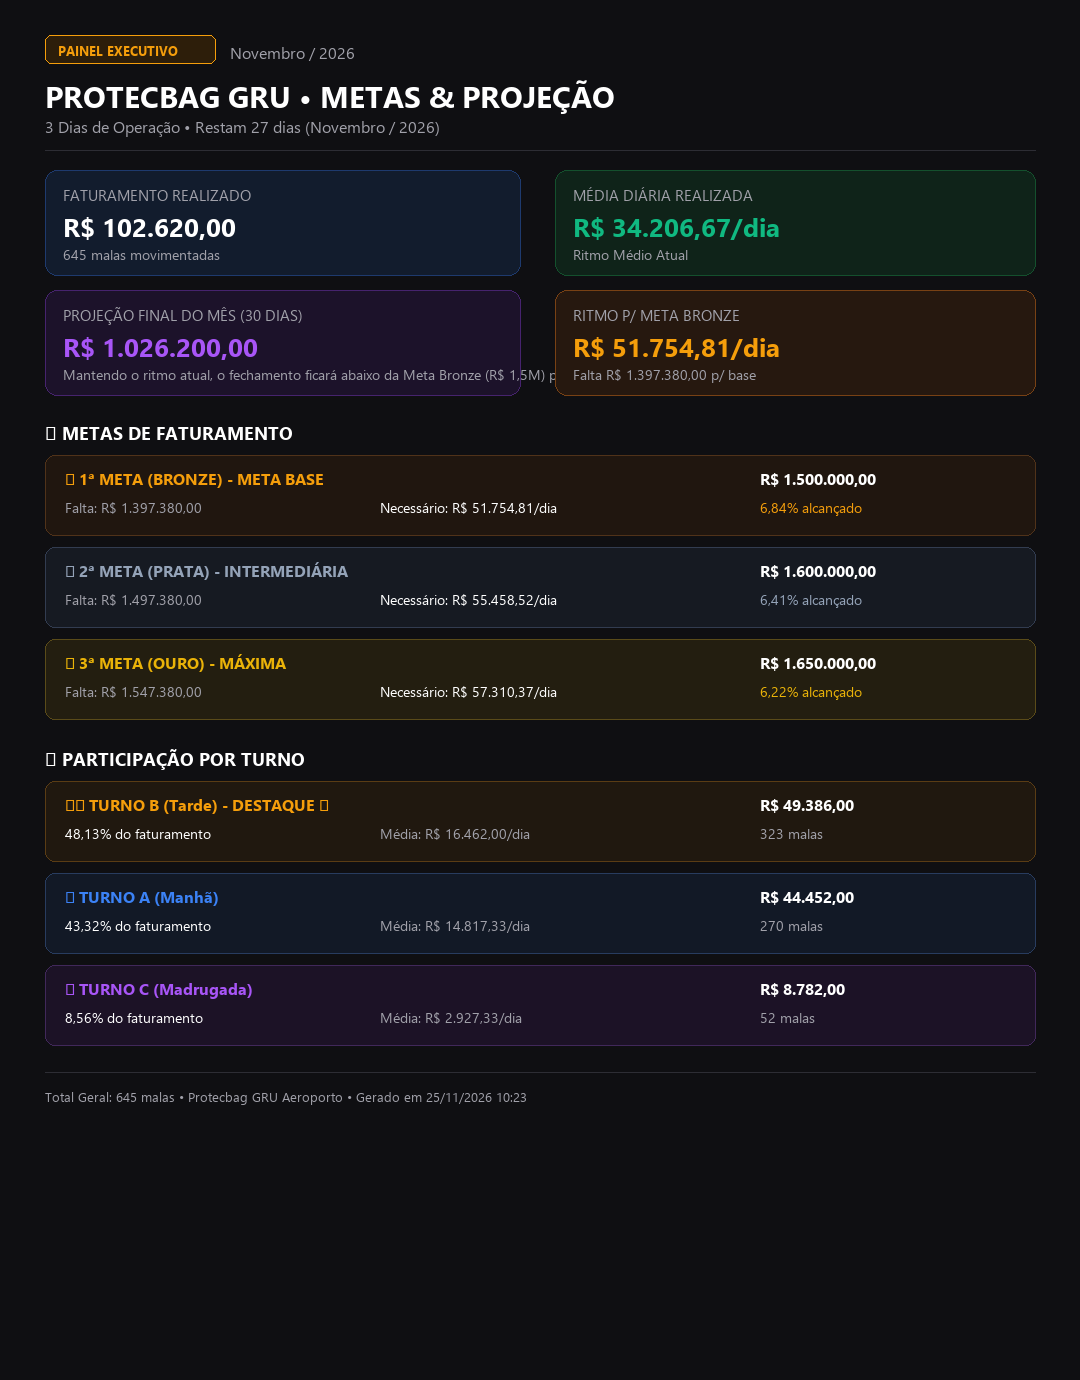 PAINEL EXECUTIVO
Novembro / 2026
PROTECBAG GRU • METAS & PROJEÇÃO
3 Dias de Operação • Restam 27 dias (Novembro / 2026)
FATURAMENTO REALIZADO
R$ 102.620,00
645 malas movimentadas
MÉDIA DIÁRIA REALIZADA
R$ 34.206,67/dia
Ritmo Médio Atual
PROJEÇÃO FINAL DO MÊS (30 DIAS)
R$ 1.026.200,00
Mantendo o ritmo atual, o fechamento ficará abaixo da Meta Bronze (R$ 1,5M) p
RITMO P/ META BRONZE
R$ 51.754,81/dia
Falta R$ 1.397.380,00 p/ base
METAS DE FATURAMENTO
1ª META (BRONZE) - META BASE
R$ 1.500.000,00
Falta: R$ 1.397.380,00
Necessário: R$ 51.754,81/dia
6,84% alcançado
2ª META (PRATA) - INTERMEDIÁRIA
R$ 1.600.000,00
Falta: R$ 1.497.380,00
Necessário: R$ 55.458,52/dia
6,41% alcançado
3ª META (OURO) - MÁXIMA
R$ 1.650.000,00
Falta: R$ 1.547.380,00
Necessário: R$ 57.310,37/dia
6,22% alcançado
PARTICIPAÇÃO POR TURNO
TURNO B (Tarde) - DESTAQUE
R$ 49.386,00
48,13% do faturamento
Média: R$ 16.462,00/dia
323 malas
TURNO A (Manhã)
R$ 44.452,00
43,32% do faturamento
Média: R$ 14.817,33/dia
270 malas
TURNO C (Madrugada)
R$ 8.782,00
8,56% do faturamento
Média: R$ 2.927,33/dia
52 malas
Total Geral: 645 malas • Protecbag GRU Aeroporto • Gerado em 25/11/2026 10:23